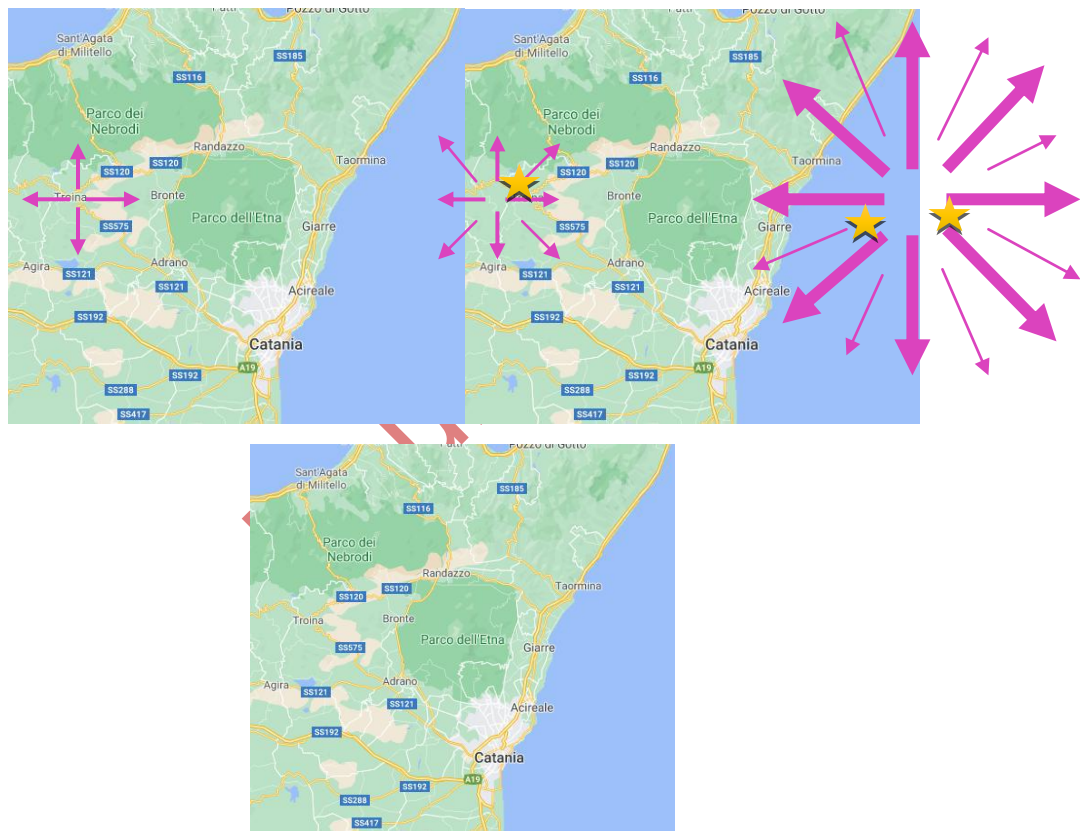 Patti
Pozzo di Gotto
Sant'Agata
di Militello
SS185
SS116
Parco dei
Nebrodi
Randazzo
SS120
Taormina
SS120
Troina
Bronte
Parco dell'Etna
SS575
Giarre
Adrano
Agira
SS121
SS121
Acireale
SS192
Catania
A19
SS192
SS288
SS417
Patti
Pozzo di Gotto
Sant'Agata
di Militello
SS185
SS116
Parco dei
Nebrodi
Randazzo
SS120
Taormina
Bronte
Parco dell'Etna
SS575
Giarre
Adrano
Agira
SS121
SS121
Acireale
SS192
Catania
A19
SS192
SS288
SS417
Patti
Pozzo di Gotto
Sant'Agata
di Militello
SS185
SS116
Parco dei
Nebrodi
Randazzo
SS120
Taormina
SS120
Troina
Bronte
Parco dell'Etna
SS575
Giarre
Adrano
Agira
SS121
SS121
Acireale
SS192
Catania
A19
SS192
SS288
SS417